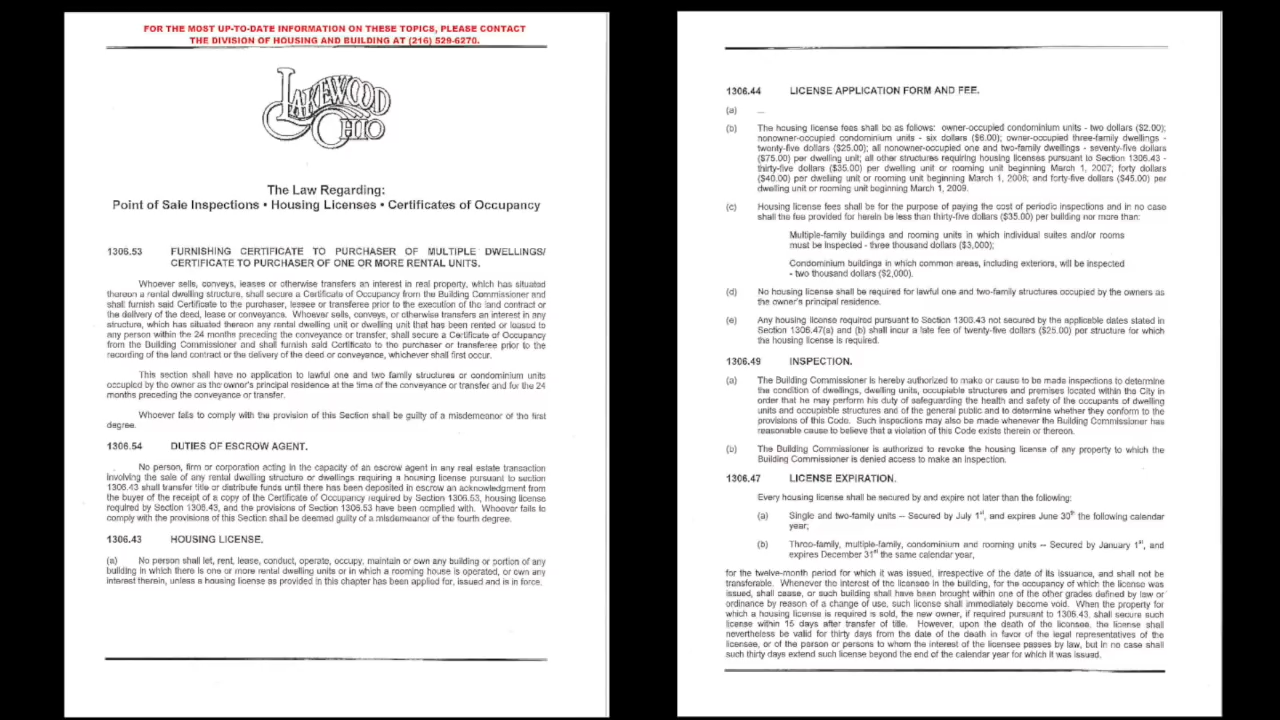 FOR THE MOST UP-TO-DATE INFORMATION ON THESE TOPICS, PLEASE CONTACT
THE DIVISION OF HOUSING AND BUILDING AT (216) 529-6270.
LAKEWOOD
OHIO
The Law Regarding:
Point of Sale Inspections • Housing Licenses • Certificates of Occupancy
1306.53 FURNISHING CERTIFICATE TO PURCHASER OF MULTIPLE DWELLINGS/
CERTIFICATE TO PURCHASER OF ONE OR MORE RENTAL UNITS.
Whoever sells, conveys, leases or otherwise transfers an interest in real property, which has situated
thereon a rental dwelling structure, shall secure a Certificate of Occupancy from the Building Commissioner and
shall furnish said Certificate to the purchaser, lessee or transferee prior to the execution of the land contract or
the delivery of the deed, lease or conveyance. Whoever sells, conveys, or otherwise transfers an interest in any
structure, which has situated thereon any rental dwelling unit or dwelling unit that has been rented or leased to
any person within the 24 months preceding the conveyance or transfer, shall secure a Certificate of Occupancy
from the Building Commissioner and shall furnish said Certificate to the purchaser or transferee prior to the
recording of the land contract or the delivery of the deed or conveyance, whichever shall first occur.
This section shall have no application to lawful one and two family structures or condominium units
occupied by the owner as the owner's principal residence at the time of the conveyance or transfer and for the 24
months preceding the conveyance or transfer.
Whoever fails to comply with the provision of this Section shall be guilty of a misdemeanor of the first
degree.
1306.54 DUTIES OF ESCROW AGENT.
No person, firm or corporation acting in the capacity of an escrow agent in any real estate transaction
involving the sale of any rental dwelling structure or dwellings requiring a housing license pursuant to section
1306.43 shall transfer title or distribute funds until there has been deposited in escrow an acknowledgment from
the buyer of the receipt of a copy of the Certificate of Occupancy required by Section 1306.53, housing license
required by Section 1306.43, and the provisions of Section 1306.53 have been complied with. Whoever fails to
comply with the provisions of this Section shall be deemed guilty of a misdemeanor of the fourth degree.
1306.43 HOUSING LICENSE.
(a) No person shall let, rent, lease, conduct, operate, occupy, maintain or own any building or portion of any
building in which there is one or more rental dwelling units or in which a rooming house is operated, or own any
interest therein, unless a housing license as provided in this chapter has been applied for, issued and is in force.
1306.44 LICENSE APPLICATION FORM AND FEE.
(a) ...
(b) The housing license fees shall be as follows: owner-occupied condominium units - two dollars ($2.00);
nonowner-occupied condominium units - six dollars ($6.00); owner-occupied three-family dwellings -
twenty-five dollars ($25.00); all nonowner-occupied one and two-family dwellings - seventy-five dollars
($75.00) per dwelling unit; all other structures requiring housing licenses pursuant to Section 1306.43 -
thirty-five dollars ($35.00) per dwelling unit or rooming unit beginning March 1, 2007; forty dollars
($40.00) per dwelling unit or rooming unit beginning March 1, 2008; and forty-five dollars ($45.00) per
dwelling unit or rooming unit beginning March 1, 2009.
(c) Housing license fees shall be for the purpose of paying the cost of periodic inspections and in no case
shall the fee provided for herein be less than thirty-five dollars ($35.00) per building nor more than:
Multiple-family buildings and rooming units in which individual suites and/or rooms
must be inspected - three thousand dollars ($3,000);
Condominium buildings in which common areas, including exteriors, will be inspected
- two thousand dollars ($2,000).
(d) No housing license shall be required for lawful one and two-family structures occupied by the owners as
the owner's principal residence.
(e) Any housing license required pursuant to Section 1306.43 not secured by the applicable dates stated in
Section 1306.47(a) and (b) shall incur a late fee of twenty-five dollars ($25.00) per structure for which
the housing license is required.
1306.49 INSPECTION.
(a) The Building Commissioner is hereby authorized to make or cause to be made inspections to determine
the condition of dwellings, dwelling units, occupiable structures and premises located within the City in
order that he may perform his duty of safeguarding the health and safety of the occupants of dwelling
units and occupiable structures and of the general public and to determine whether they conform to the
provisions of this Code. Such inspections may also be made whenever the Building Commissioner has
reasonable cause to believe that a violation of this Code exists therein or thereon.
(b) The Building Commissioner is authorized to revoke the housing license of any property to which the
Building Commissioner is denied access to make an inspection.
1306.47 LICENSE EXPIRATION.
Every housing license shall be secured by and expire not later than the following:
(a) Single and two-family units -- Secured by July 1st, and expires June 30th the following calendar
year;
(b) Three-family, multiple-family, condominium and rooming units -- Secured by January 1st, and
expires December 31st the same calendar year,
for the twelve-month period for which it was issued, irrespective of the date of its issuance, and shall not be
transferable. Whenever the interest of the licensee in the building, for the occupancy of which the license was
issued, shall cease, or such building shall have been brought within one of the other grades defined by law or
ordinance by reason of a change of use, such license shall immediately become void. When the property for
which a housing license is required is sold, the new owner, if required pursuant to 1306.43, shall secure such
license within 15 days after transfer of title. However, upon the death of the licensee, the license shall
nevertheless be valid for thirty days from the date of the death in favor of the legal representatives of the
licensee, or of the person or persons to whom the interest of the licensee passes by law, but in no case shall
such thirty days extend such license beyond the end of the calendar year for which it was issued.